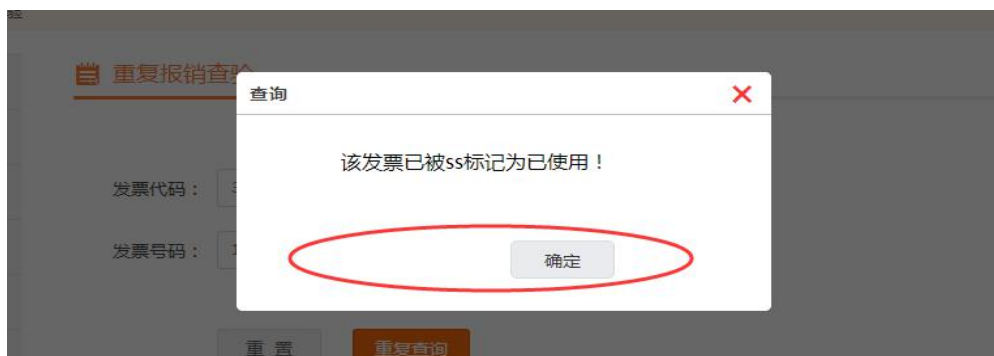 验
重复报销查验
查询
该发票已被ss标记为已使用！
发票代码：
发票号码：
确定
重 置
重复查询